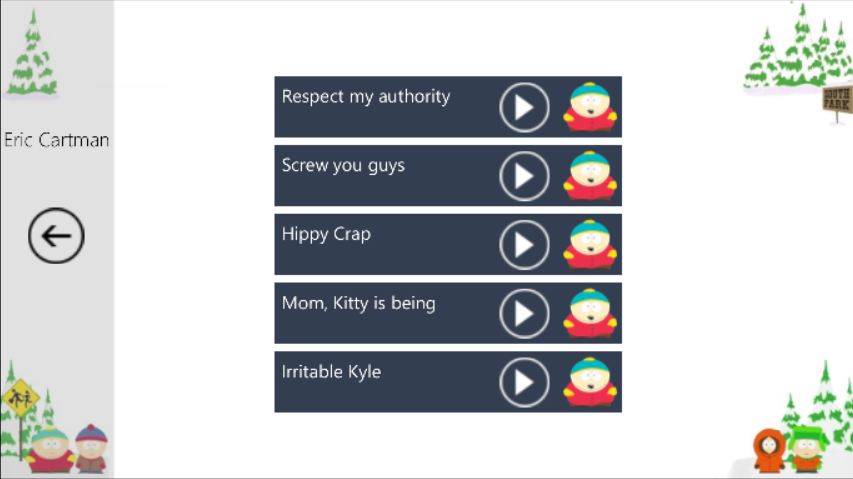 Eric Cartman
Respect my authority
Screw you guys
Hippy Crap
Mom, Kitty is being
Irritable Kyle
SOUTH
PARK